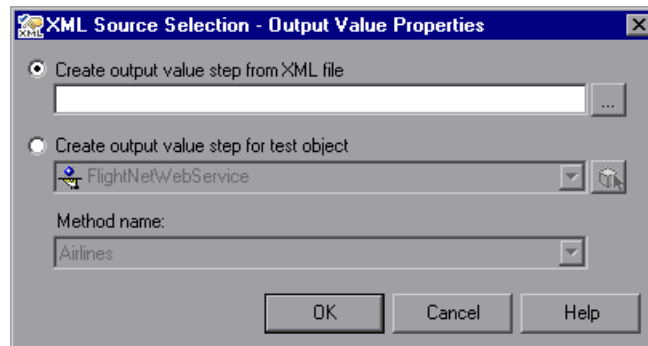 XML Source Selection - Output Value Properties
Create output value step from XML file
...
Create output value step for test object
FlightNetWebService
Method name:
Airlines
OK Cancel Help